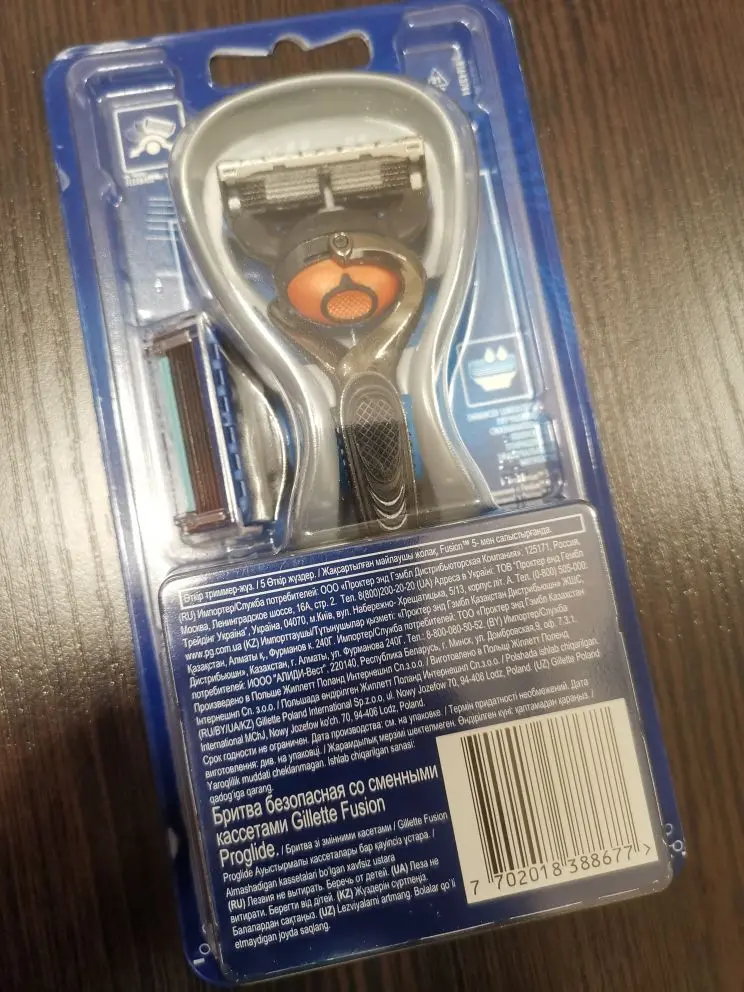 Өткір триммер-жүз. / 5 Өткір жүздер. / Жақсартылған майлаушы жолақ, Fusion™ 5- мен салыстырғанда.
(RU) Импортер/Служба потребителей: ООО «Проктер энд Гэмбл Дистрибьюторская Компания», 125171, Россия,
Москва, Ленинградское шоссе, 16А, стр. 2. Тел. 8(800)200-20-20 (UA) Адреса в Україні: ТОВ "Проктер енд Гембл
Трейдінг Україна", Україна, 04070, м.Київ, вул. Набережно- Хрещатицька, 5/13, корпус літ. А. Тел. (0-800) 505-000.
www.pg.com.ua (KZ) Импорттаушы/Тұтынушылар қызмет: «Проктер энд Гэмбл Казахстан Дистрибьюшн» ЖШС,
Қазақстан, Алматы қ., Фурманов к. 240Г. Импортер/Служба потребителей: ТОО «Проктер энд Гэмбл Казахстан
Дистрибьюшн», Казахстан, г. Алматы, ул. Фурманова 240Г, Тел.: 8-800-080-50-52 (BY) Импортер/Служба
потребителей: ИООО "АЛИДИ-Вест", 220140, Республика Беларусь, г. Минск, ул. Домбровская,9, оф. 7.3.1.
Произведено в Польше Жиллетт Поланд Интернешнл Сп.з.о.о. / Виготовлено в Польщі Жіллетт Поланд
Інтернешнл Сп. з.о.о. / Польшада өндірілген Жиллетт Поланд Интернешнл Сп.з.о.о. / Polshada ishlab chiqarilgan.
(RU/BY/UA/KZ) Gillette Poland International Sp.z.o.o, ul. Nowy Jozefow 70, 94-406 Lodz, Poland. (UZ) Gillette Poland
International MChJ, Nowy Jozefow ko'ch. 70, 94-406 Lodz, Poland.
Срок годности не ограничен. Дата производства: см. на упаковке. / Термін придатності необмежений. Дата
виготовлення: див. на упаковці. / Жарамдылық мерзімі шектелмеген. Өндірілген күні: қаптамадан қараңыз. /
Yaroqlilik muddati cheklanmagan. Ishlab chiqarilgan sanasi:
qadog'iga qarang.
Бритва безопасная со сменными
кассетами Gillette Fusion
Proglide. / Бритва зі змінними касетами / Gillette Fusion
Proglide Ауыстырмалы кассеталары бар қауіпсіз ұстара. /
Almashadigan kassetalari bo'lgan xavfsiz ustara
(RU) Лезвия не вытирать. Беречь от детей. (UA) Леза не
витирати. Берегти від дітей. (KZ) Жүздерін сүртпеңіз.
Балалардан сақтаңыз. (UZ) Lezviyalarni artmang. Bolalar qo'li
etmaydigan joyda saqlang.
7 702018 388677 >